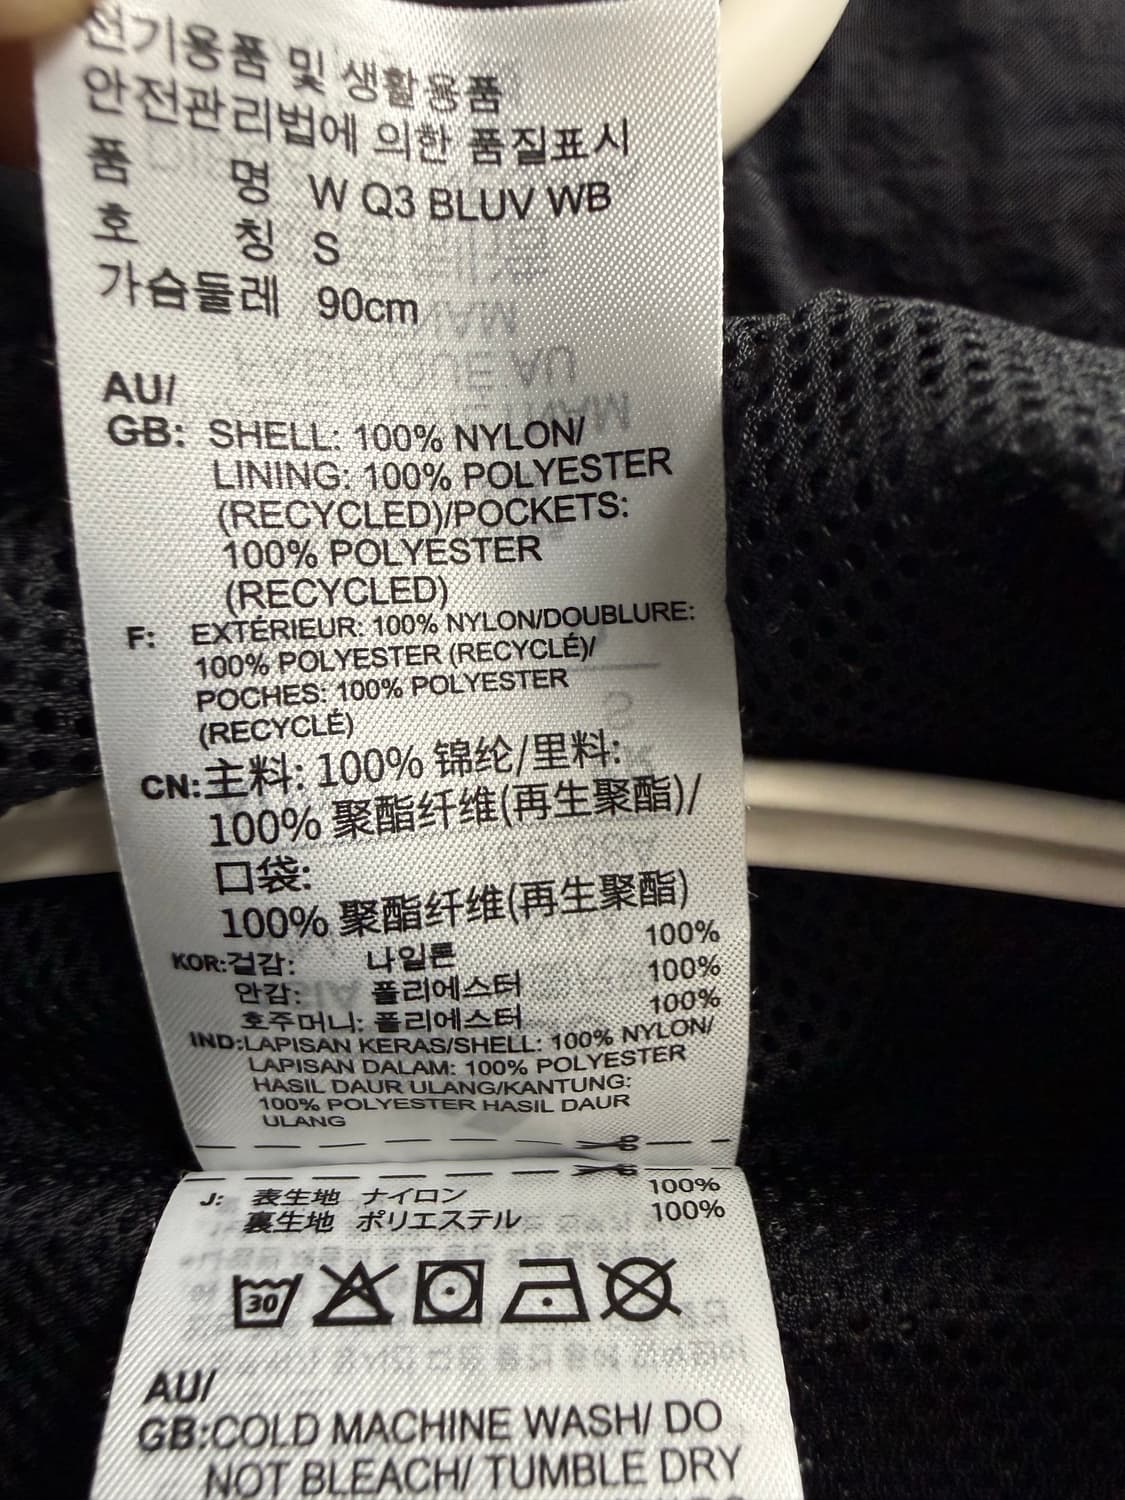 전기용품 및 생활용품
안전관리법에 의한 품질표시
품 명 W Q3 BLUV WB
호 칭 S
가슴둘레 90cm
AU/
GB: SHELL: 100% NYLON/
LINING: 100% POLYESTER
(RECYCLED)/POCKETS:
100% POLYESTER
(RECYCLED)
F: EXTÉRIEUR: 100% NYLON/DOUBLURE:
100% POLYESTER (RECYCLÉ)/
POCHES: 100% POLYESTER
(RECYCLÉ)
CN:主料: 100% 锦纶/里料:
100% 聚酯纤维(再生聚酯)/
口袋:
100% 聚酯纤维(再生聚酯)
KOR:겉감: 나일론 100%
안감: 폴리에스터 100%
호주머니: 폴리에스터 100%
IND:LAPISAN KERAS/SHELL: 100% NYLON/
LAPISAN DALAM: 100% POLYESTER
HASIL DAUR ULANG/KANTUNG:
100% POLYESTER HASIL DAUR
ULANG
J: 表生地 ナイロン 100%
裏生地 ポリエステル 100%
30
AU/
GB:COLD MACHINE WASH/ DO
NOT BLEACH/ TUMBLE DRY